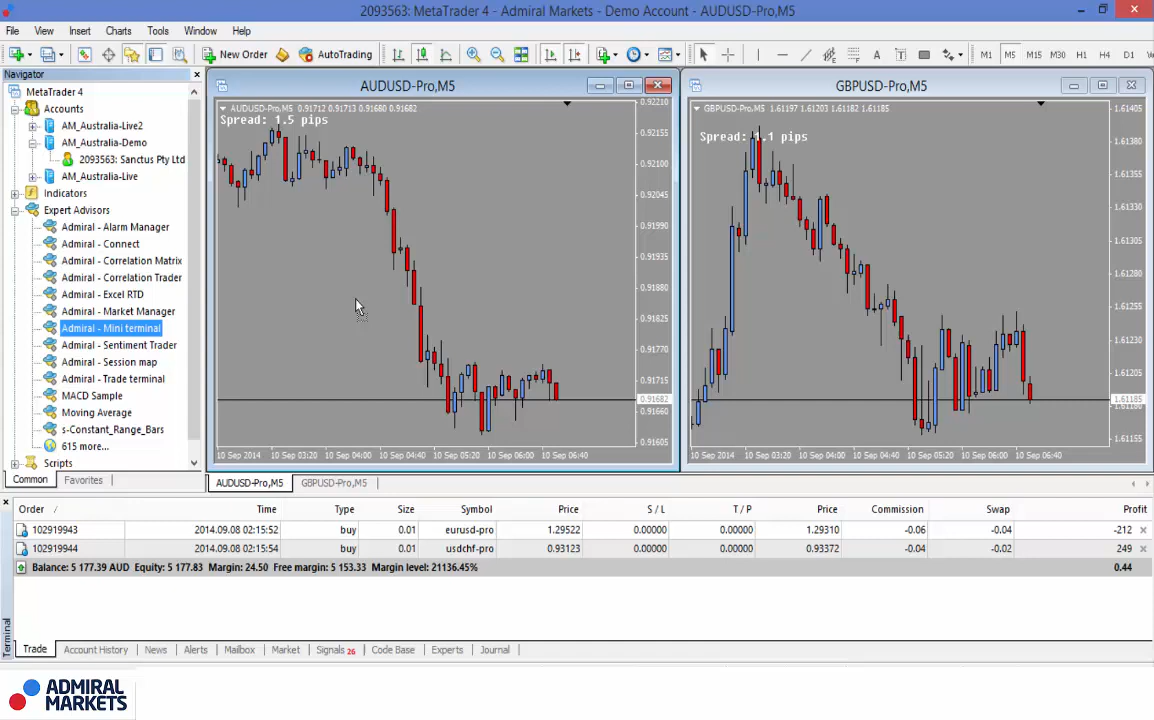 2093563: MetaTrader 4 - Admiral Markets - Demo Account - AUDUSD-Pro,M5
File View Insert Charts Tools Window Help
New Order AutoTrading A T M1 M5 M15 M30 H1 H4 D1
Navigator
MetaTrader 4
Accounts
AM_Australia-Live2
AM_Australia-Demo
2093563: Sanctus Pty Ltd
AM_Australia-Live
Indicators
Expert Advisors
Admiral - Alarm Manager
Admiral - Connect
Admiral - Correlation Matrix
Admiral - Correlation Trader
Admiral - Excel RTD
Admiral - Market Manager
Admiral - Mini terminal
Admiral - Sentiment Trader
Admiral - Session map
Admiral - Trade terminal
MACD Sample
Moving Average
s-Constant_Range_Bars
615 more...
Scripts
Common Favorites
AUDUSD-Pro,M5
AUDUSD-Pro,M5 0.91712 0.91713 0.91680 0.91682
Spread: 1.5 pips
0.92210
0.92155
0.92100
0.92045
0.91990
0.91935
0.91880
0.91825
0.91770
0.91715
0.91682
0.91660
0.91605
10 Sep 2014 10 Sep 03:20 10 Sep 04:00 10 Sep 04:40 10 Sep 05:20 10 Sep 06:00 10 Sep 06:40
GBPUSD-Pro,M5
GBPUSD-Pro,M5 1.61197 1.61203 1.61182 1.61185
Spread: 1.1 pips
1.61405
1.61380
1.61355
1.61330
1.61305
1.61280
1.61255
1.61230
1.61205
1.61185
1.61180
1.61155
10 Sep 2014 10 Sep 03:20 10 Sep 04:00 10 Sep 04:40 10 Sep 05:20 10 Sep 06:00 10 Sep 06:40
AUDUSD-Pro,M5 GBPUSD-Pro,M5
Order / Time Type Size Symbol Price S / L T / P Price Commission Swap Profit
102919943 2014.09.08 02:15:52 buy 0.01 eurusd-pro 1.29522 0.00000 0.00000 1.29310 -0.06 -0.04 -212
102919944 2014.09.08 02:15:54 buy 0.01 usdchf-pro 0.93123 0.00000 0.00000 0.93372 -0.04 -0.02 249
Balance: 5 177.39 AUD Equity: 5 177.83 Margin: 24.50 Free margin: 5 153.33 Margin level: 21136.45% 0.44
Terminal
Trade Account History News Alerts Mailbox Market Signals 26 Code Base Experts Journal
ADMIRAL
MARKETS